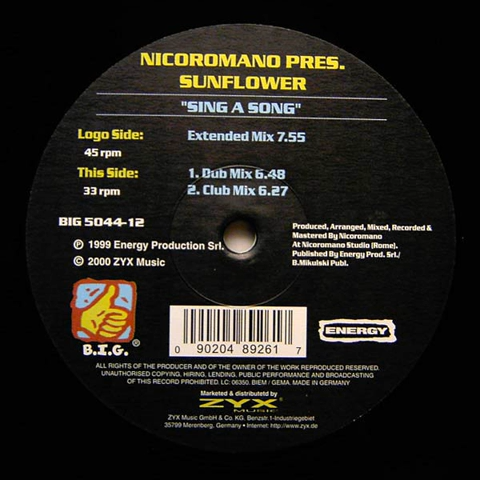 NICOROMANO PRES.
SUNFLOWER
"SING A SONG"
Logo Side: Extended Mix 7.55
45 rpm
This Side: 1. Dub Mix 6.48
33 rpm 2. Club Mix 6.27
BIG 5044-12
℗ 1999 Energy Production Srl.
© 2000 ZYX Music
Produced, Arranged, Mixed, Recorded &
Mastered By Nicoromano
At Nicoromano Studio (Rome).
Published By Energy Prod. Srl./
B.Mikulski Publ.
B.I.G.®
0 90204 89261 7
ENERGY
ALL RIGHTS OF THE PRODUCER AND OF THE OWNER OF THE WORK REPRODUCED RESERVED.
UNAUTHORISED COPYING, HIRING, LENDING, PUBLIC PERFORMANCE AND BROADCASTING
OF THIS RECORD PROHIBITED. LC: 06350. BIEM / GEMA. MADE IN GERMANY
Marketed & distributetd by
ZYX®
MUSIC
ZYX Music GmbH & Co. KG. Benzstr. 1-Industriegebiet
35799 Merenberg, Germany • Internet: http://www.zyx.de